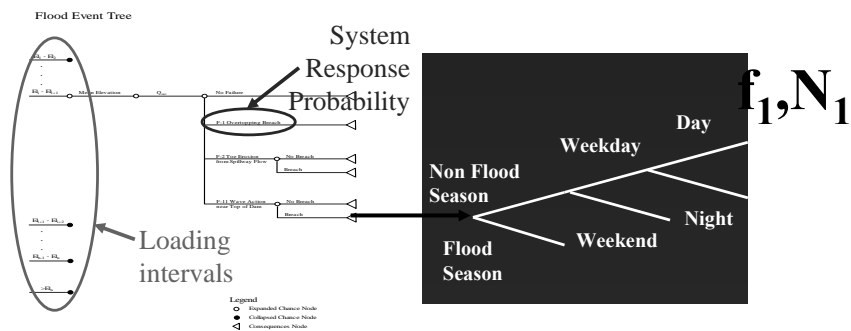 Flood Event Tree
System
Response
Probability
Mean Elevation
No Failure
F-1 Overtopping Breach
F-2 Toe Erosion
from Spillway Flow
No Breach
Breach
F-11 Wave Action
near Top of Dam
No Breach
Breach
Loading
intervals
f1,N1
Day
Weekday
Non Flood
Season
Night
Weekend
Flood
Season
Legend
Expanded Chance Node
Collapsed Chance Node
Consequences Node